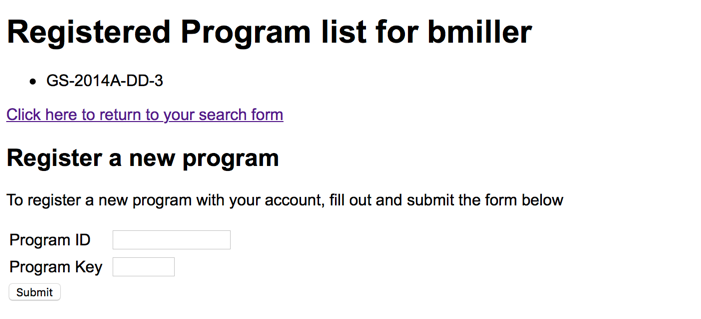 Registered Program list for bmiller
GS-2014A-DD-3
Click here to return to your search form
Register a new program
To register a new program with your account, fill out and submit the form below
Program ID
Program Key
Submit